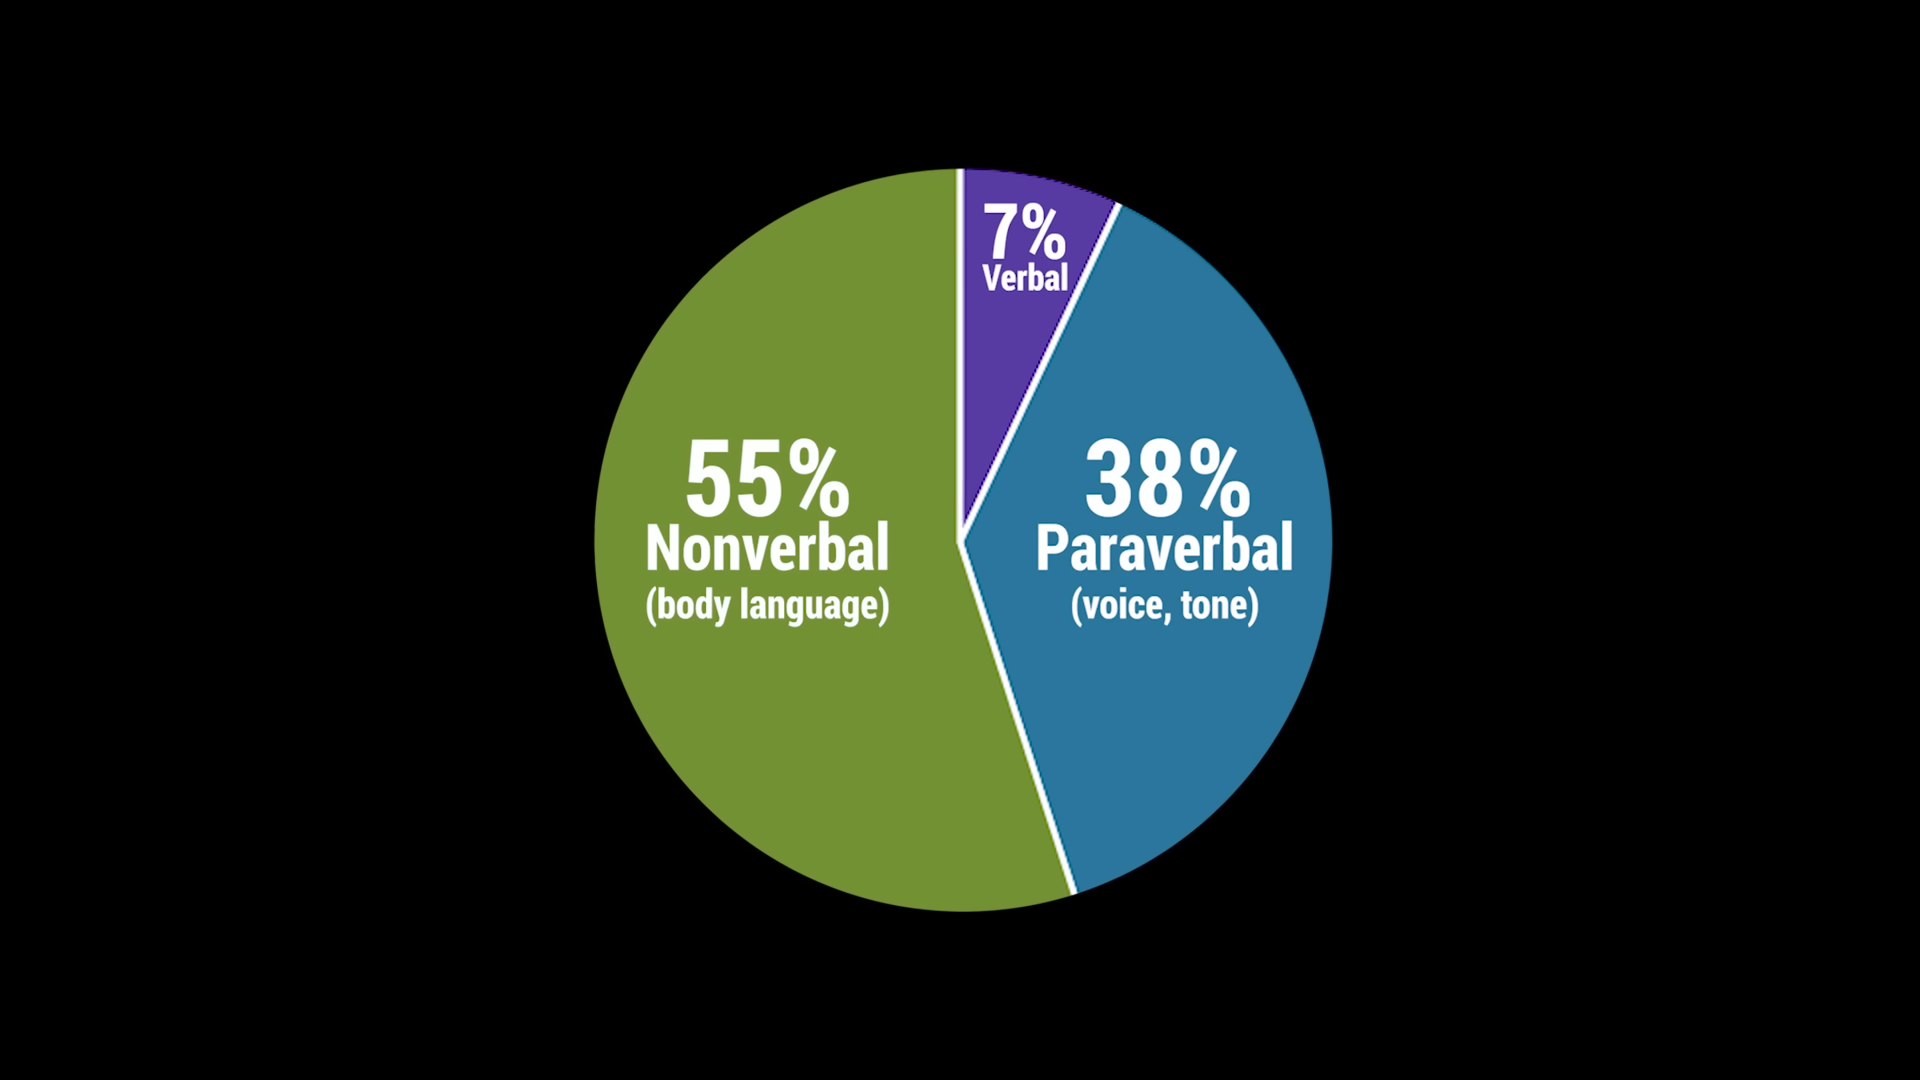 7%
Verbal
55%
Nonverbal
(body language)
38%
Paraverbal
(voice, tone)